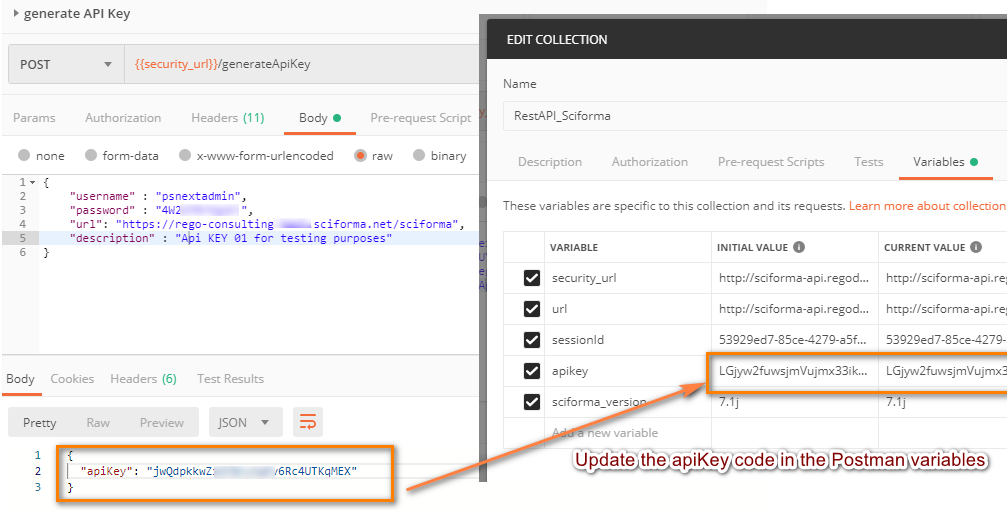 generate API Key
POST {{security_url}}/generateApiKey
Params Authorization Headers (11) Body Pre-request Script
none form-data x-www-form-urlencoded raw binary
1 {
2 "username" : "psnextadmin",
3 "password" : "4W2 ",
4 "url": "https://rego-consulting- .sciforma.net/sciforma",
5 "description" : "Api KEY 01 for testing purposes"
6 }
Body Cookies Headers (6) Test Results
Pretty Raw Preview JSON
1 {
2 "apiKey": "jwQdpkkwZ 6Rc4UTKqMEX"
3 }
EDIT COLLECTION
Name
RestAPI_Sciforma
Description Authorization Pre-request Scripts Tests Variables
These variables are specific to this collection and its requests. Learn more about collection
VARIABLE INITIAL VALUE CURRENT VALUE
security_url http://sciforma-api.regod... http://sciforma-api.rego
url http://sciforma-api.regod... http://sciforma-api.rego
sessionId 53929ed7-85ce-4279-a5f... 53929ed7-85ce-4279-
apikey LGjyw2fuwsjmVujmx33ik... LGjyw2fuwsjmVujmx3
sciforma_version 7.1j 7.1j
Add a new variable
Update the apiKey code in the Postman variables